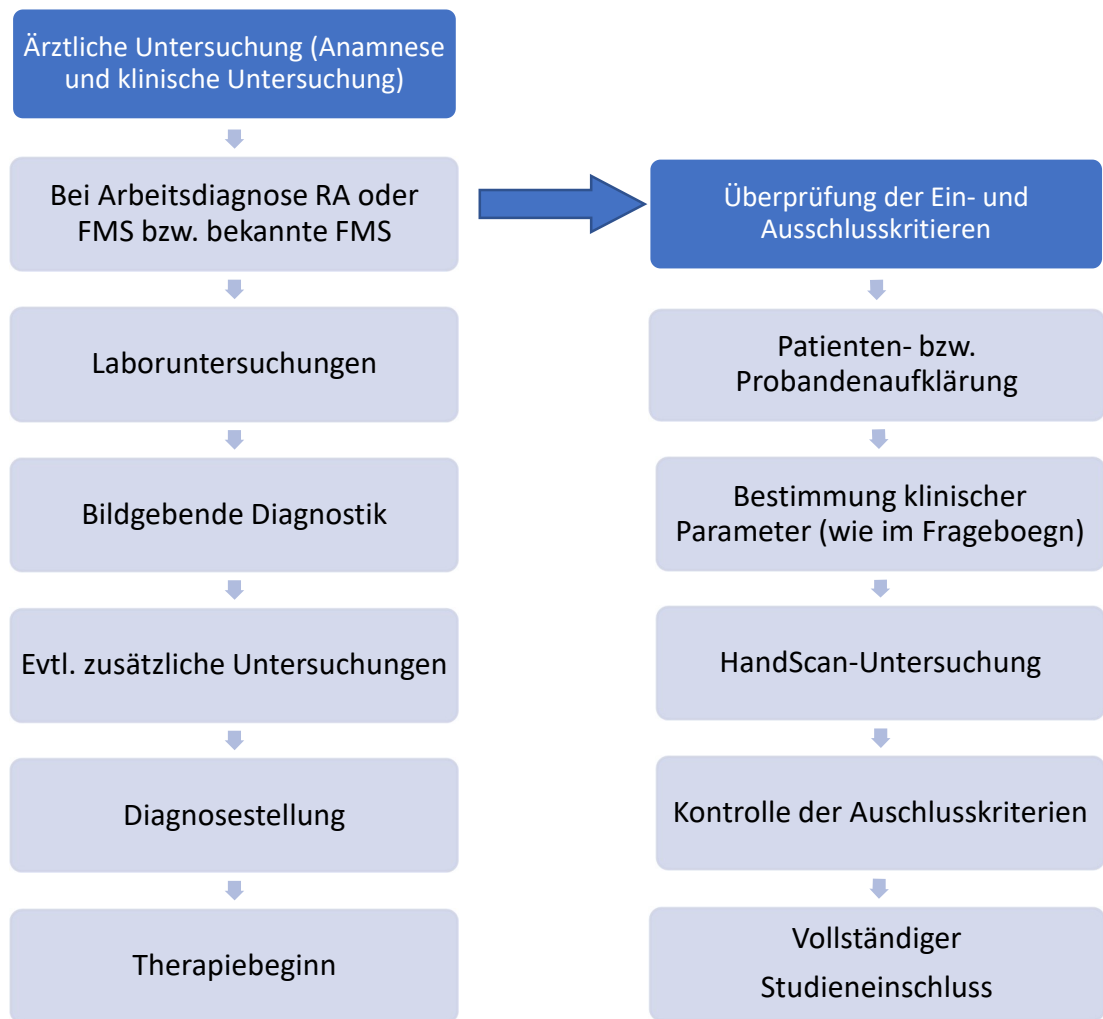 Ärztliche Untersuchung (Anamnese
und klinische Untersuchung)
Bei Arbeitsdiagnose RA oder
FMS bzw. bekannte FMS
Laboruntersuchungen
Bildgebende Diagnostik
Evtl. zusätzliche Untersuchungen
Diagnosestellung
Therapiebeginn
Überprüfung der Ein- und
Ausschlusskritieren
Patienten- bzw.
Probandenaufklärung
Bestimmung klinischer
Parameter (wie im Frageboegn)
HandScan-Untersuchung
Kontrolle der Auschlusskriterien
Vollständiger
Studieneinschluss